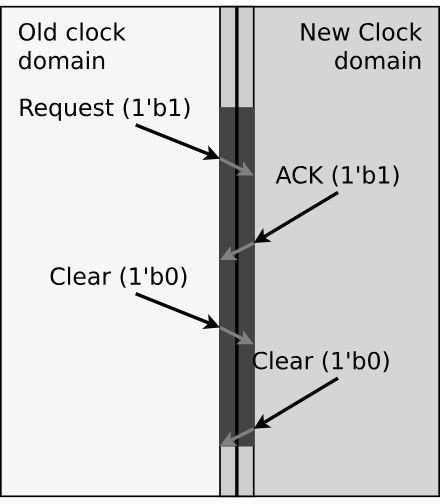 Old clock
domain
New Clock
domain
Request (1'b1)
ACK (1'b1)
Clear (1'b0)
Clear (1'b0)